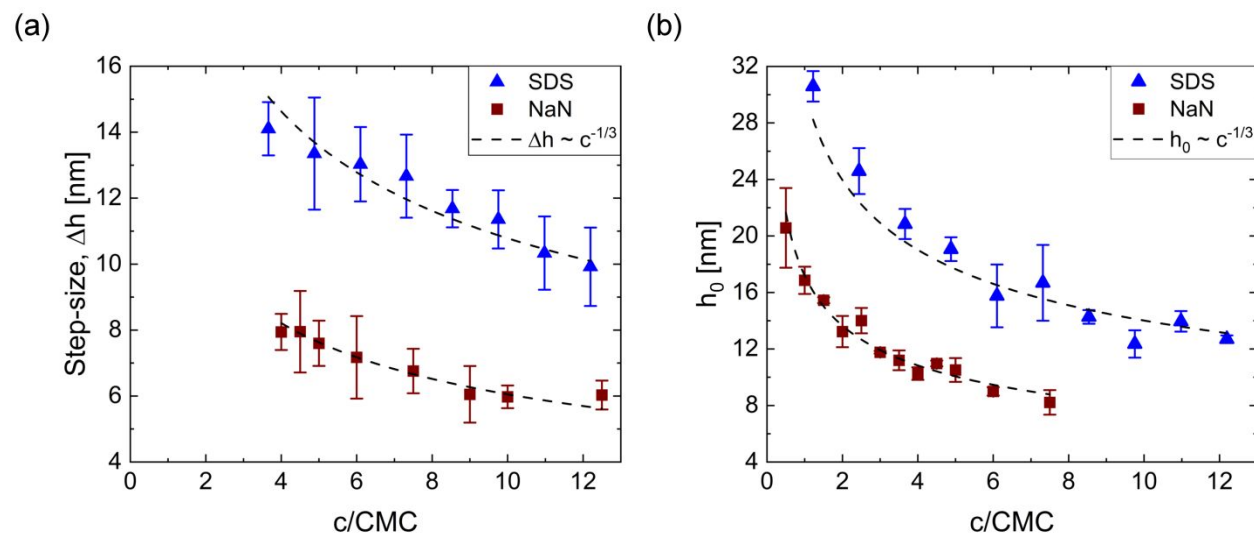 (a)
16
14
12
10
8
6
4
Step-size, Δh [nm]
SDS
NaN
Δh ~ c-1/3
0 2 4 6 8 10 12
c/CMC
(b)
32
28
24
20
16
12
8
4
h0 [nm]
SDS
NaN
h0 ~ c-1/3
0 2 4 6 8 10 12
c/CMC